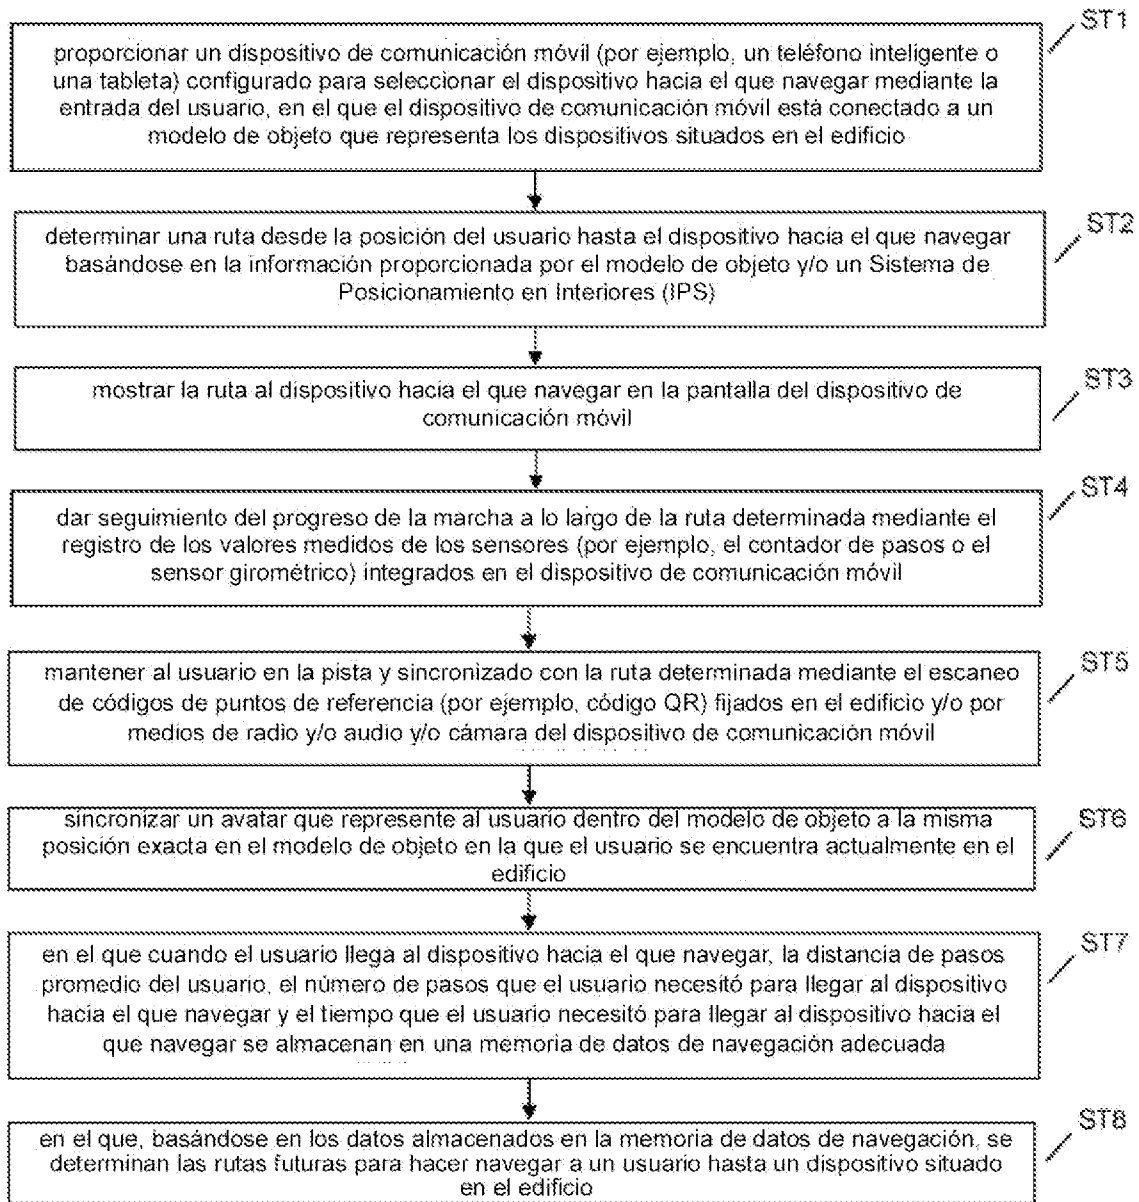 ST1
proporcionar un dispositivo de comunicación móvil (por ejemplo, un teléfono inteligente o
una tableta) configurado para seleccionar el dispositivo hacia el que navegar mediante la
entrada del usuario, en el que el dispositivo de comunicación móvil está conectado a un
modelo de objeto que representa los dispositivos situados en el edificio
ST2
determinar una ruta desde la posición del usuario hasta el dispositivo hacia el que navegar
basándose en la información proporcionada por el modelo de objeto y/o un Sistema de
Posicionamiento en Interiores (IPS)
ST3
mostrar la ruta al dispositivo hacia el que navegar en la pantalla del dispositivo de
comunicación móvil
ST4
dar seguimiento del progreso de la marcha a lo largo de la ruta determinada mediante el
registro de los valores medidos de los sensores (por ejemplo, el contador de pasos o el
sensor girométrico) integrados en el dispositivo de comunicación móvil
ST5
mantener al usuario en la pista y sincronizado con la ruta determinada mediante el escaneo
de códigos de puntos de referencia (por ejemplo, código QR) fijados en el edificio y/o por
medios de radio y/o audio y/o cámara del dispositivo de comunicación móvil
ST6
sincronizar un avatar que represente al usuario dentro del modelo de objeto a la misma
posición exacta en el modelo de objeto en la que el usuario se encuentra actualmente en el
edificio
ST7
en el que cuando el usuario llega al dispositivo hacia el que navegar, la distancia de pasos
promedio del usuario, el número de pasos que el usuario necesitó para llegar al dispositivo
hacia el que navegar y el tiempo que el usuario necesitó para llegar al dispositivo hacia el
que navegar se almacenan en una memoria de datos de navegación adecuada
ST8
en el que, basándose en los datos almacenados en la memoria de datos de navegación, se
determinan las rutas futuras para hacer navegar a un usuario hasta un dispositivo situado
en el edificio